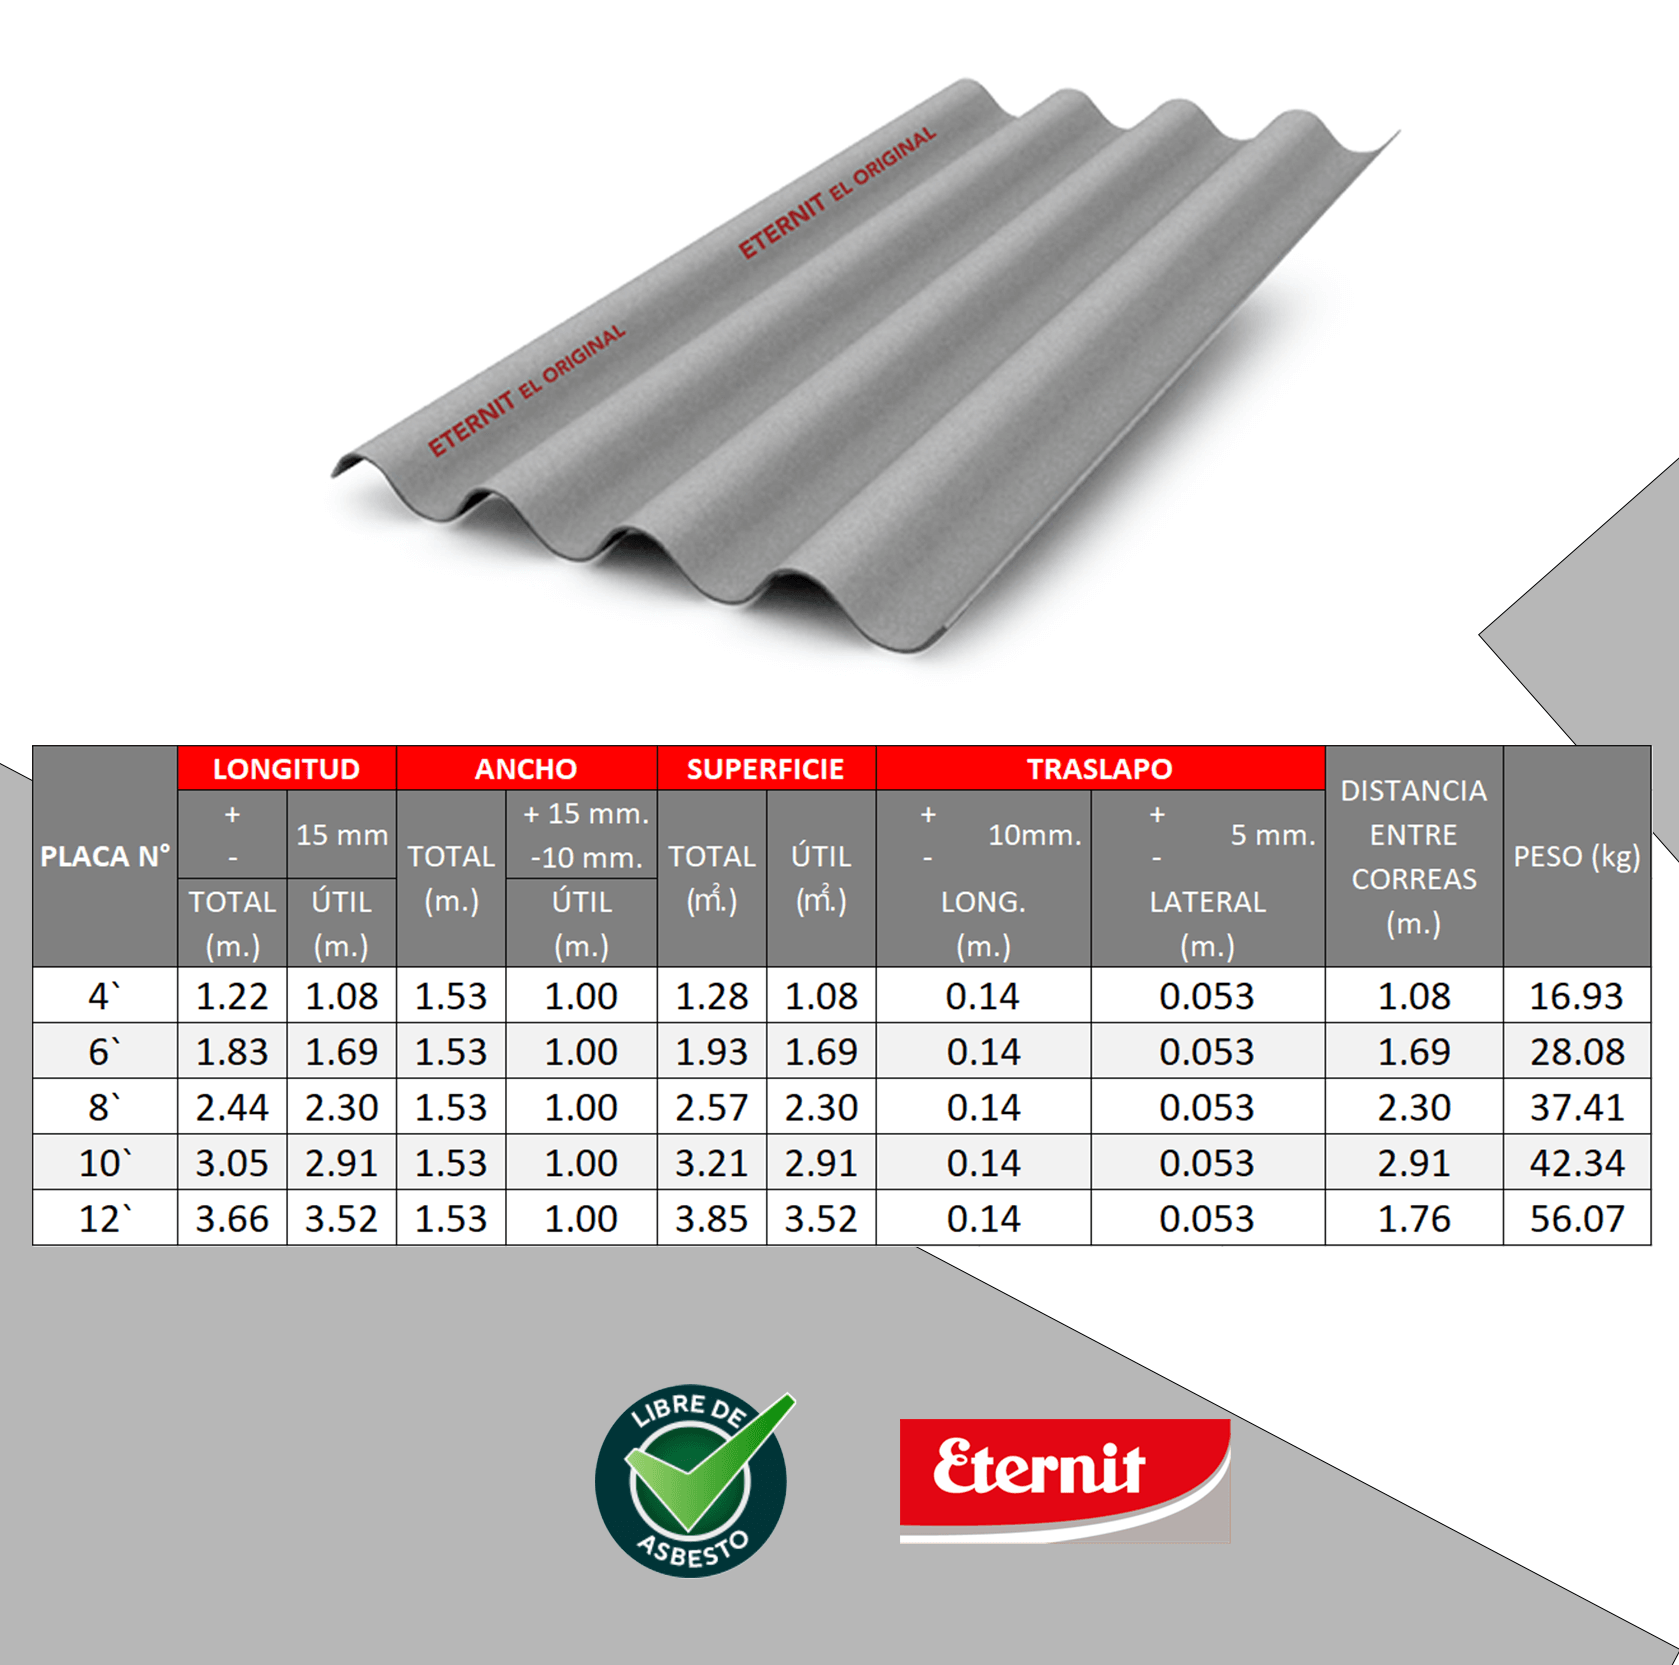 ETERNIT EL ORIGINAL
ETERNIT EL ORIGINAL
PLACA N°
LONGITUD
ANCHO
SUPERFICIE
TRASLAPO
DISTANCIA
ENTRE
CORREAS
(m.)
PESO (kg)
+
-
15 mm
TOTAL
(m.)
+ 15 mm.
-10 mm.
TOTAL
(m².)
ÚTIL
(m².)
+
-
10mm.
+
-
5 mm.
TOTAL
(m.)
ÚTIL
(m.)
ÚTIL
(m.)
LONG.
(m.)
LATERAL
(m.)
4` 1.22 1.08 1.53 1.00 1.28 1.08 0.14 0.053 1.08 16.93
6` 1.83 1.69 1.53 1.00 1.93 1.69 0.14 0.053 1.69 28.08
8` 2.44 2.30 1.53 1.00 2.57 2.30 0.14 0.053 2.30 37.41
10` 3.05 2.91 1.53 1.00 3.21 2.91 0.14 0.053 2.91 42.34
12` 3.66 3.52 1.53 1.00 3.85 3.52 0.14 0.053 1.76 56.07
LIBRE DE
ASBESTO
Eternit